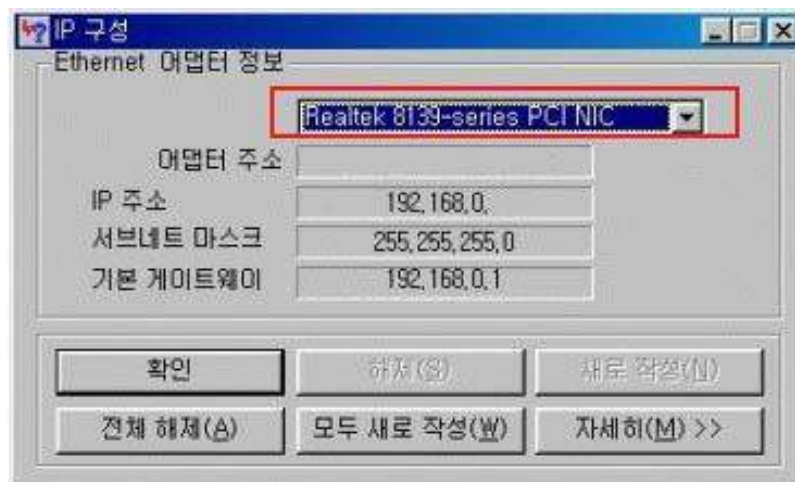 IP 구성
Ethernet 어댑터 정보
Realtek 8139-series PCI NIC
어댑터 주소
IP 주소 192,168,0,
서브네트 마스크 255,255,255,0
기본 게이트웨이 192,168,0,1
확인 해제(S) 새로 작성(N)
전체 해제(A) 모두 새로 작성(W) 자세히(M) >>